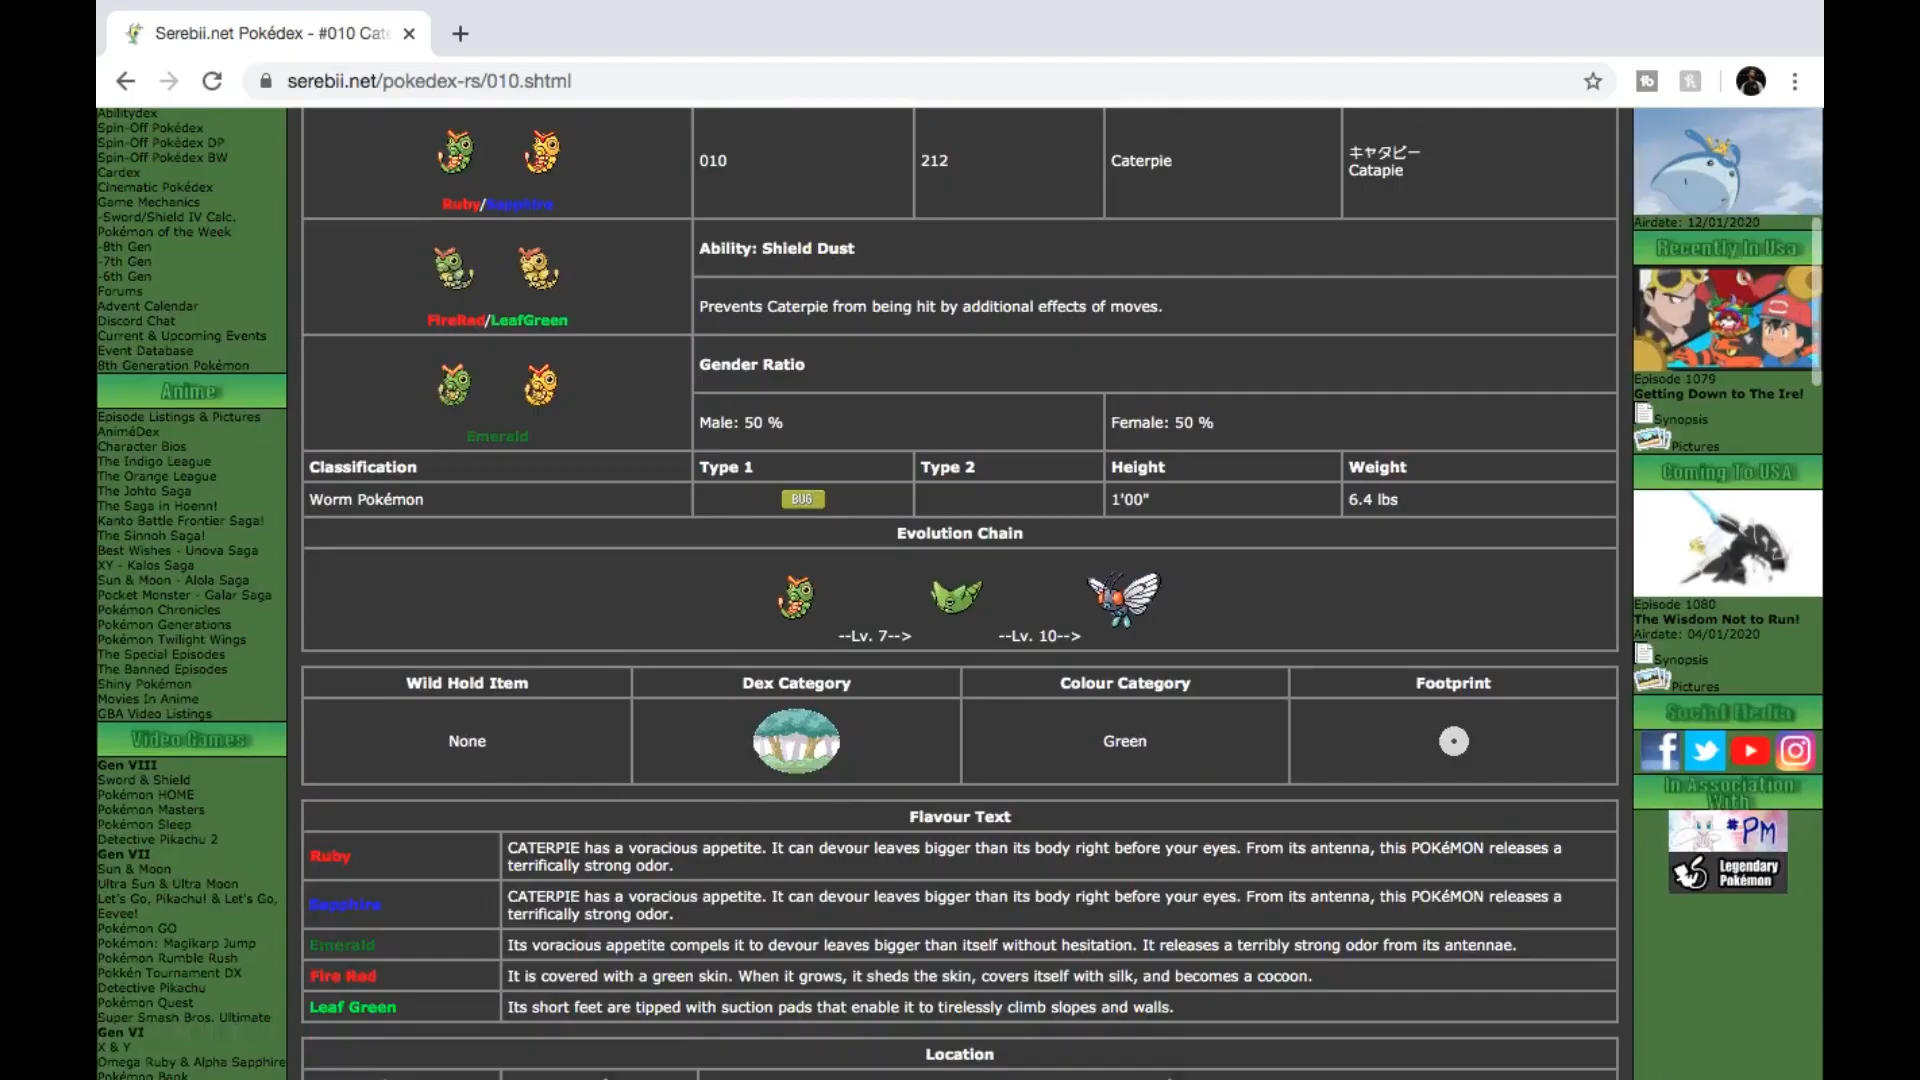 Serebii.net Pokédex - #010 Cate
serebii.net/pokedex-rs/010.shtml
Abilitydex
Spin-Off Pokédex
Spin-Off Pokédex DP
Spin-Off Pokédex BW
Cardex
Cinematic Pokédex
Game Mechanics
-Sword/Shield IV Calc.
Pokémon of the Week
-8th Gen
-7th Gen
-6th Gen
Forums
Advent Calendar
Discord Chat
Current & Upcoming Events
Event Database
8th Generation Pokémon
Anime
Episode Listings & Pictures
AniméDex
Character Bios
The Indigo League
The Orange League
The Johto Saga
The Saga in Hoenn!
Kanto Battle Frontier Saga!
The Sinnoh Saga!
Best Wishes - Unova Saga
XY - Kalos Saga
Sun & Moon - Alola Saga
Pocket Monster - Galar Saga
Pokémon Chronicles
Pokémon Generations
Pokémon Twilight Wings
The Special Episodes
The Banned Episodes
Shiny Pokémon
Movies In Anime
GBA Video Listings
Video Games
Gen VIII
Sword & Shield
Pokémon HOME
Pokémon Masters
Pokémon Sleep
Detective Pikachu 2
Gen VII
Sun & Moon
Ultra Sun & Ultra Moon
Let's Go, Pikachu! & Let's Go,
Eevee!
Pokémon GO
Pokémon: Magikarp Jump
Pokémon Rumble Rush
Pokkén Tournament DX
Detective Pikachu
Pokémon Quest
Super Smash Bros. Ultimate
Gen VI
X & Y
Omega Ruby & Alpha Sapphire
Pokémon Bank
Ruby/Sapphire
010
212
Caterpie
キャタピー
Catapie
FireRed/LeafGreen
Ability: Shield Dust
Prevents Caterpie from being hit by additional effects of moves.
Emerald
Gender Ratio
Male: 50 %
Female: 50 %
Classification
Type 1
Type 2
Height
Weight
Worm Pokémon
BUG
1'00"
6.4 lbs
Evolution Chain
--Lv. 7-->
--Lv. 10-->
Wild Hold Item
Dex Category
Colour Category
Footprint
None
Green
Flavour Text
Ruby
CATERPIE has a voracious appetite. It can devour leaves bigger than its body right before your eyes. From its antenna, this POKéMON releases a
terrifically strong odor.
Sapphire
CATERPIE has a voracious appetite. It can devour leaves bigger than its body right before your eyes. From its antenna, this POKéMON releases a
terrifically strong odor.
Emerald
Its voracious appetite compels it to devour leaves bigger than itself without hesitation. It releases a terribly strong odor from its antennae.
Fire Red
It is covered with a green skin. When it grows, it sheds the skin, covers itself with silk, and becomes a cocoon.
Leaf Green
Its short feet are tipped with suction pads that enable it to tirelessly climb slopes and walls.
Location
Airdate: 12/01/2020
Recently In Usa
Episode 1079
Getting Down to The Ire!
Synopsis
Pictures
Coming To USA
Episode 1080
The Wisdom Not to Run!
Airdate: 04/01/2020
Synopsis
Pictures
Social Media
In Association
With
#PM
Legendary
Pokémon